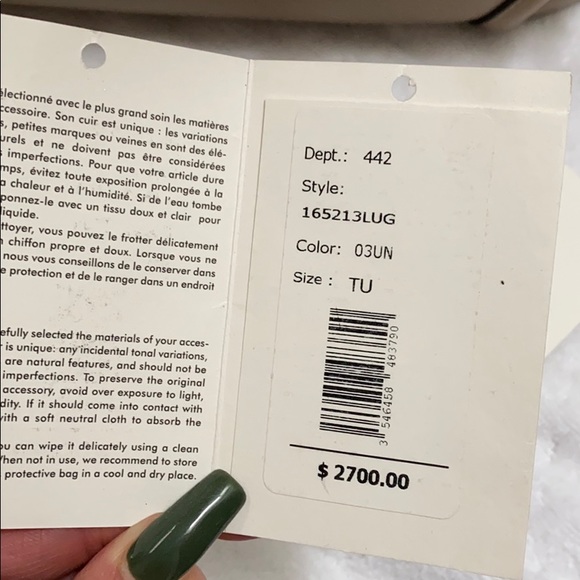 électionné avec le plus grand soin les matières
ccessoire. Son cuir est unique : les variations
s, petites marques ou veines en sont des élé-
urels et ne doivent pas être considérées
imperfections. Pour que votre article dure
mps, évitez toute exposition prolongée à la
a chaleur et à l'humidité. Si de l'eau tombe
ponnez-le avec un tissu doux et clair pour
liquide.
ttoyer, vous pouvez le frotter délicatement
chiffon propre et doux. Lorsque vous ne
nous vous conseillons de le conserver dans
e protection et de le ranger dans un endroit
efully selected the materials of your acces-
r is unique: any incidental tonal variations,
are natural features, and should not be
imperfections. To preserve the original
accessory, avoid over exposure to light,
dity. If it should come into contact with
with a soft neutral cloth to absorb the
ou can wipe it delicately using a clean
When not in use, we recommend to store
protective bag in a cool and dry place.
Dept.: 442
Style:
165213LUG
Color: 03UN
Size : TU
3 546458 483790
$ 2700.00